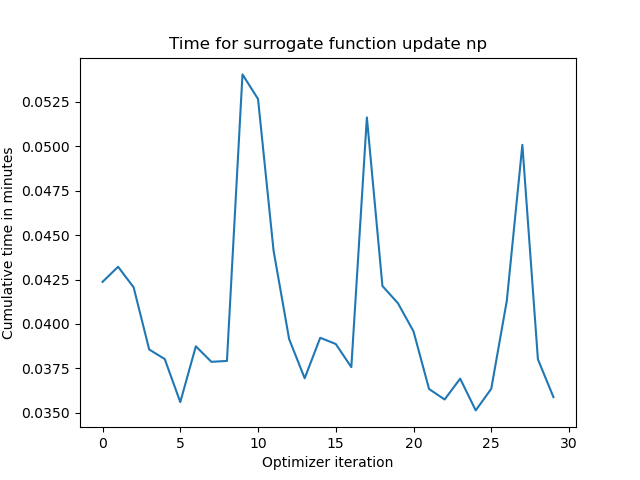 Time for surrogate function update np
Cumulative time in minutes
0.0525
0.0500
0.0475
0.0450
0.0425
0.0400
0.0375
0.0350
0 5 10 15 20 25 30
Optimizer iteration